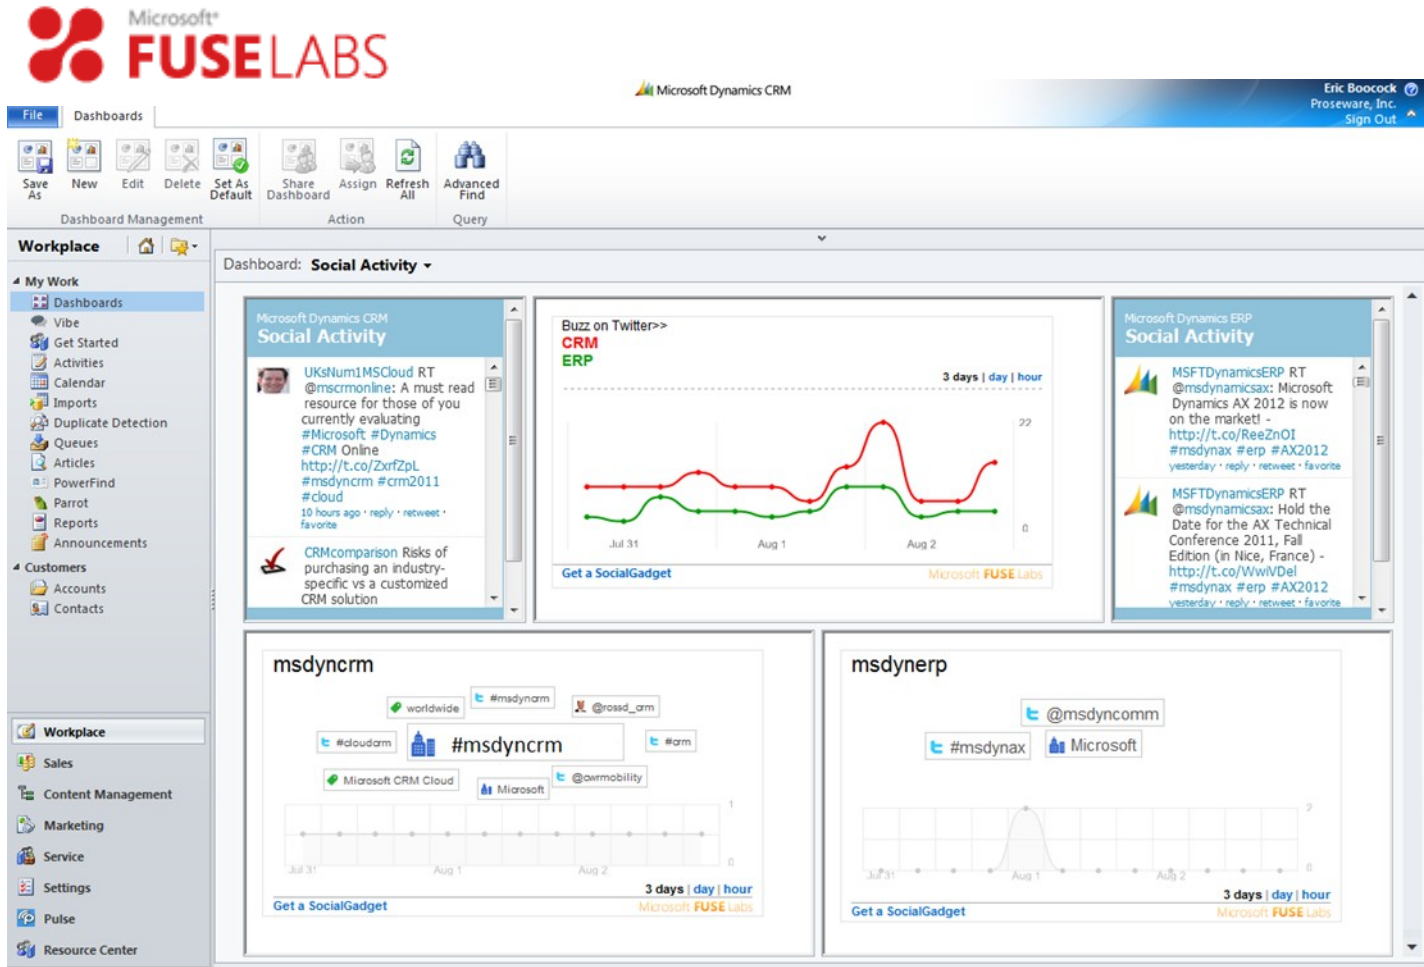 Microsoft®
FUSELABS
Microsoft Dynamics CRM
Eric Boocock
Proseware, Inc.
Sign Out
File
Dashboards
Save As
New
Edit
Delete
Set As Default
Share Dashboard
Assign
Refresh All
Advanced Find
Dashboard Management
Action
Query
Workplace
My Work
Dashboards
Vibe
Get Started
Activities
Calendar
Imports
Duplicate Detection
Queues
Articles
PowerFind
Parrot
Reports
Announcements
Customers
Accounts
Contacts
Workplace
Sales
Content Management
Marketing
Service
Settings
Pulse
Resource Center
Dashboard: Social Activity
Microsoft Dynamics CRM
Social Activity
UKsNum1MSCloud RT
@mscrmonline: A must read
resource for those of you
currently evaluating
#Microsoft #Dynamics
#CRM Online
http://t.co/ZxrfZpL
#msdyncrm #crm2011
#cloud
10 hours ago · reply · retweet ·
favorite
CRMcomparison Risks of
purchasing an industry-
specific vs a customized
CRM solution
Buzz on Twitter>>
CRM
ERP
3 days | day | hour
22
0
Jul 31
Aug 1
Aug 2
Get a SocialGadget
Microsoft FUSE Labs
Microsoft Dynamics ERP
Social Activity
MSFTDynamicsERP RT
@msdynamicsax: Microsoft
Dynamics AX 2012 is now
on the market! -
http://t.co/ReeZnOI
#msdynax #erp #AX2012
yesterday · reply · retweet · favorite
MSFTDynamicsERP RT
@msdynamicsax: Hold the
Date for the AX Technical
Conference 2011, Fall
Edition (in Nice, France) -
http://t.co/WwiVDel
#msdynax #erp #AX2012
yesterday · reply · retweet · favorite
msdyncrm
worldwide
#msdyncrm
@rossd_crm
#cloudcrm
#msdyncrm
#crm
Microsoft CRM Cloud
Microsoft
@cwrmobility
1
0
Jul 31
Aug 1
Aug 2
3 days | day | hour
Get a SocialGadget
Microsoft FUSE Labs
msdynerp
@msdyncomm
#msdynax
Microsoft
2
0
Jul 31
Aug 1
Aug 2
3 days | day | hour
Get a SocialGadget
Microsoft FUSE Labs